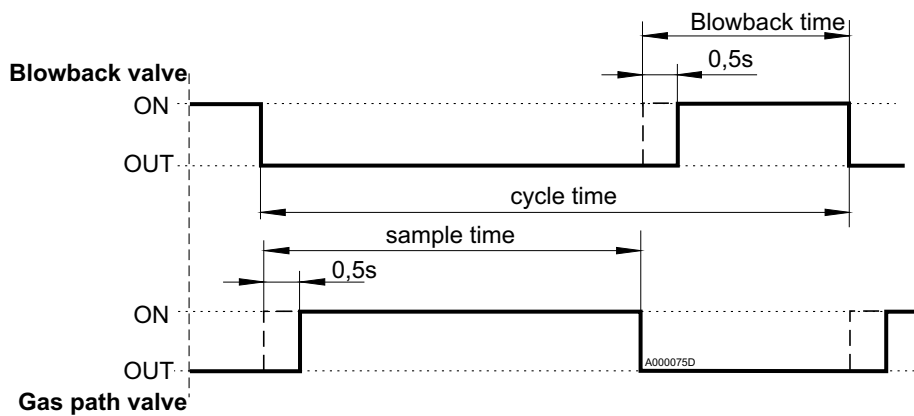 Blowback time
0,5s
Blowback valve
ON
OUT
cycle time
sample time
0,5s
ON
OUT
A000075D
Gas path valve